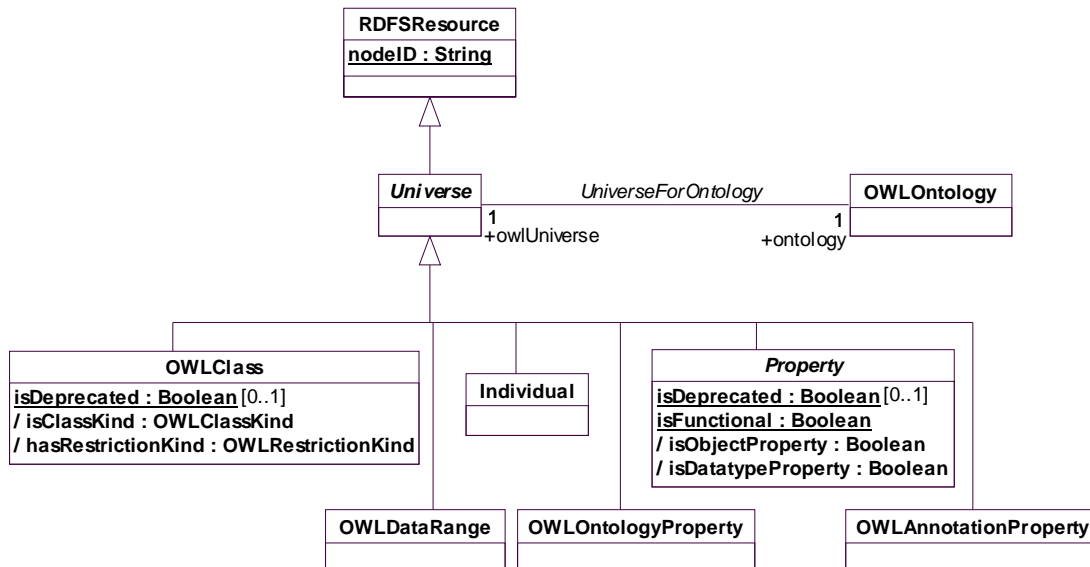 RDFSResource
nodeID : String
Universe
UniverseForOntology
OWLOntology
1
+owlUniverse
1
+ontology
OWLClass
isDeprecated : Boolean [0..1]
/ isClassKind : OWLClassKind
/ hasRestrictionKind : OWLRestrictionKind
Individual
Property
isDeprecated : Boolean [0..1]
isFunctional : Boolean
/ isObjectProperty : Boolean
/ isDatatypeProperty : Boolean
OWLDataRange
OWLOntologyProperty
OWLAnnotationProperty